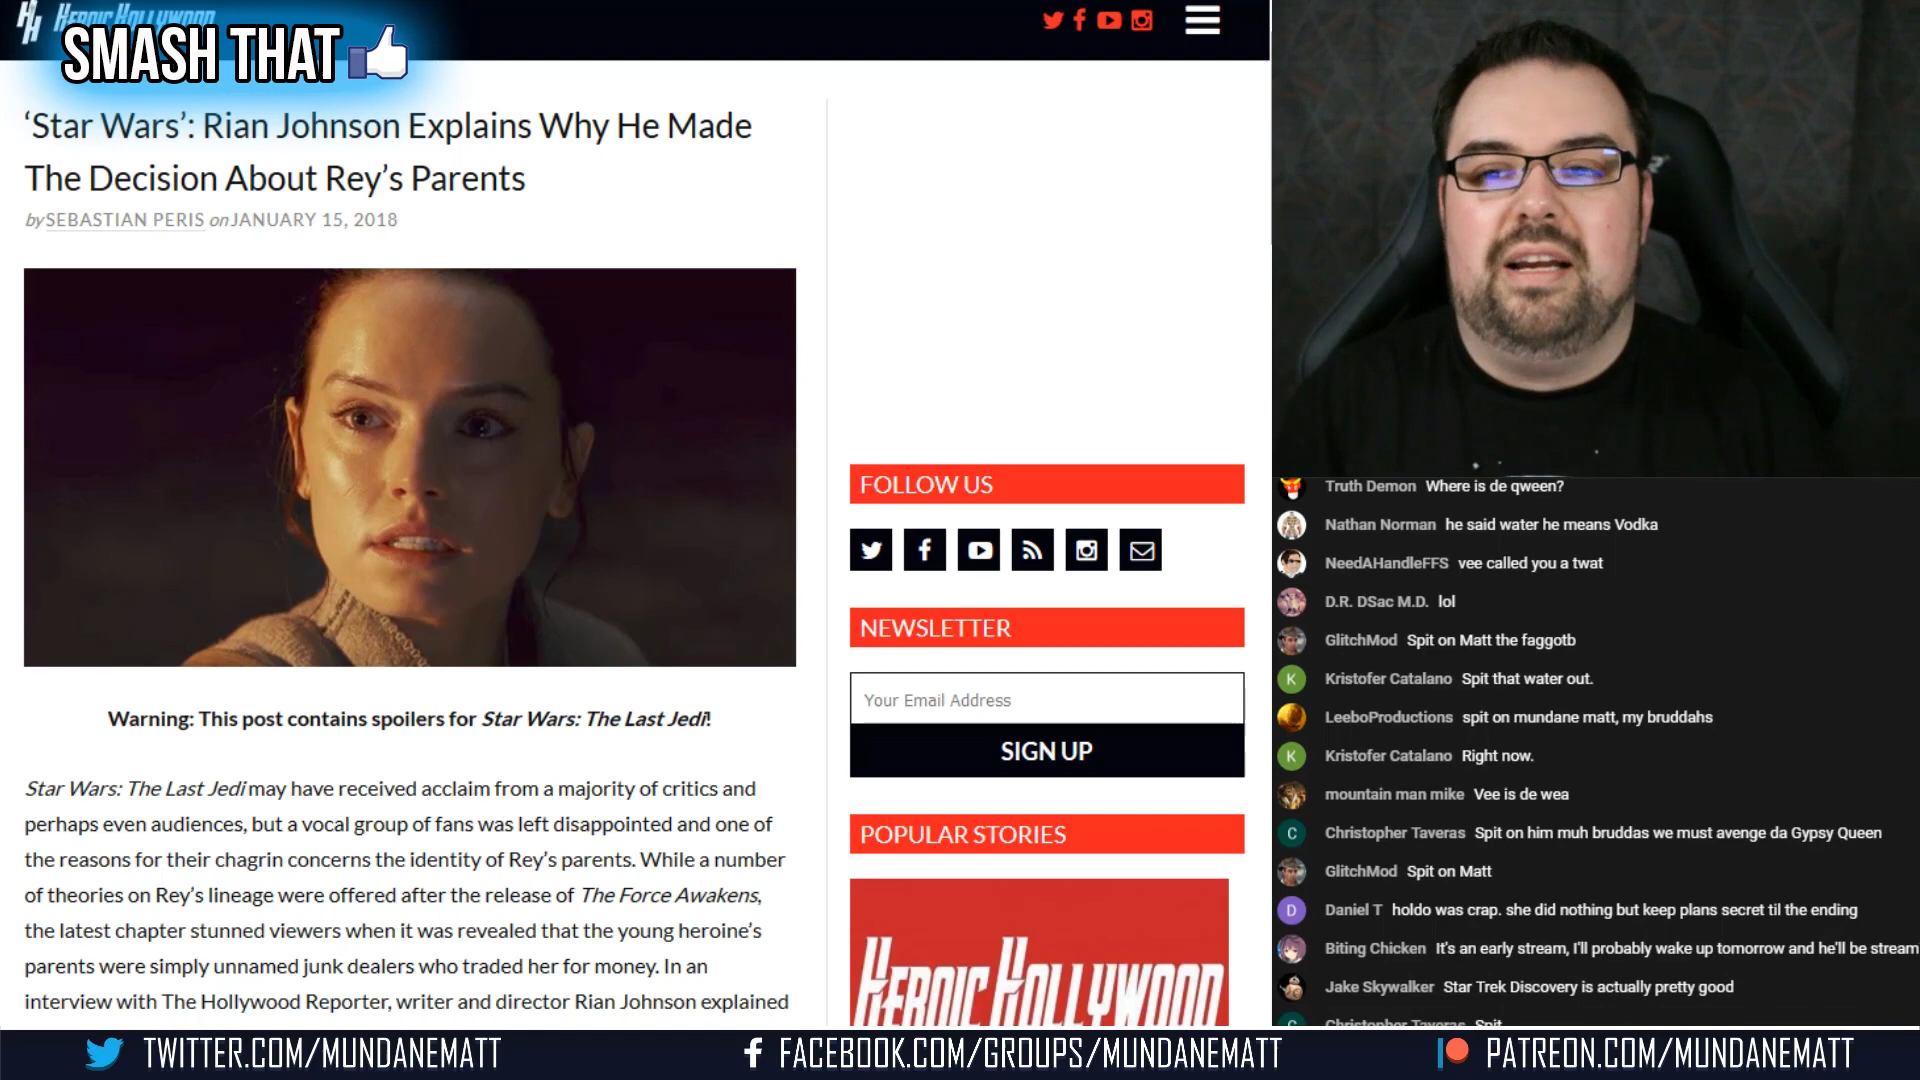 HEROIC HOLLYWOOD
SMASH THAT
‘Star Wars’: Rian Johnson Explains Why He Made
The Decision About Rey’s Parents
by SEBASTIAN PERIS on JANUARY 15, 2018
Warning: This post contains spoilers for Star Wars: The Last Jedi!
Star Wars: The Last Jedi may have received acclaim from a majority of critics and
perhaps even audiences, but a vocal group of fans was left disappointed and one of
the reasons for their chagrin concerns the identity of Rey’s parents. While a number
of theories on Rey’s lineage were offered after the release of The Force Awakens,
the latest chapter stunned viewers when it was revealed that the young heroine’s
parents were simply unnamed junk dealers who traded her for money. In an
interview with The Hollywood Reporter, writer and director Rian Johnson explained
FOLLOW US
NEWSLETTER
Your Email Address
SIGN UP
POPULAR STORIES
HEROIC HOLLYWOOD
Truth Demon Where is de qween?
Nathan Norman he said water he means Vodka
NeedAHandleFFS vee called you a twat
D.R. DSac M.D. lol
GlitchMod Spit on Matt the faggotb
K Kristofer Catalano Spit that water out.
LeeboProductions spit on mundane matt, my bruddahs
K Kristofer Catalano Right now.
mountain man mike Vee is de wea
C Christopher Taveras Spit on him muh bruddas we must avenge da Gypsy Queen
GlitchMod Spit on Matt
D Daniel T holdo was crap. she did nothing but keep plans secret til the ending
Biting Chicken It's an early stream, I'll probably wake up tomorrow and he'll be stream
Jake Skywalker Star Trek Discovery is actually pretty good
C Christopher Taveras Spit
TWITTER.COM/MUNDANEMATT
FACEBOOK.COM/GROUPS/MUNDANEMATT
PATREON.COM/MUNDANEMATT